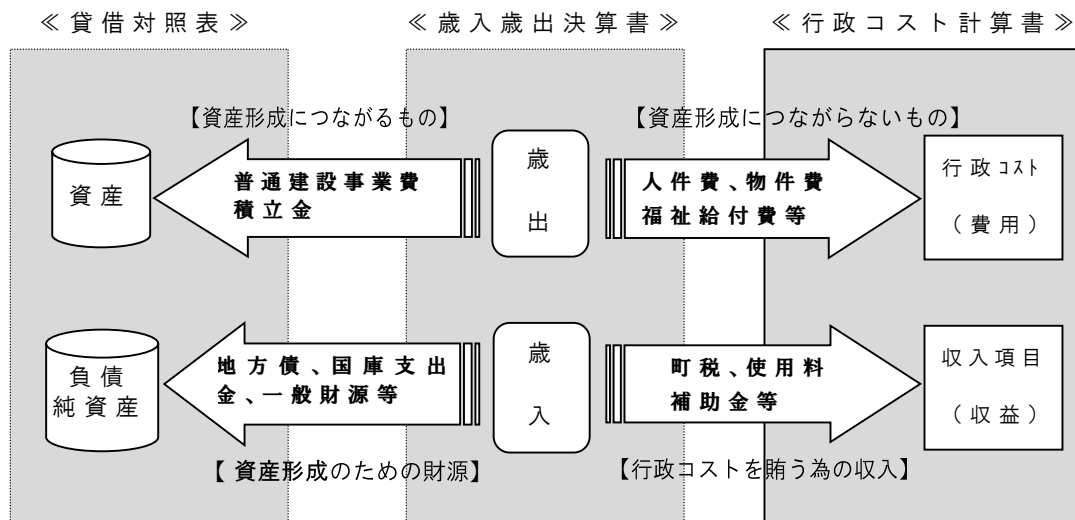 ≪貸借対照表≫
≪歳入歳出決算書≫
≪行政コスト計算書≫
【資産形成につながるもの】
【資産形成につながらないもの】
資産
普通建設事業費
積立金
歳出
人件費、物件費
福祉給付費等
行政コスト
（費用）
負債
純資産
地方債、国庫支出
金、一般財源等
歳入
町税、使用料
補助金等
収入項目
（収益）
【 資産形成のための財源】
【行政コストを賄う為の収入】